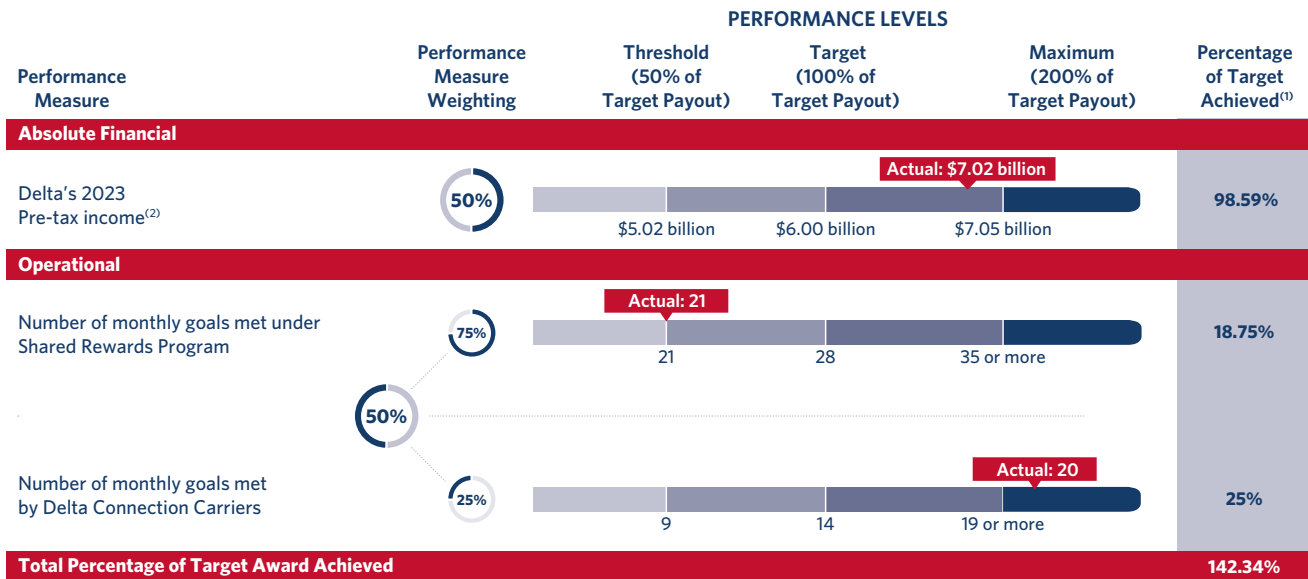 PERFORMANCE LEVELS
Performance
Measure
Performance
Measure
Weighting
Threshold
(50% of
Target Payout)
Target
(100% of
Target Payout)
Maximum
(200% of
Target Payout)
Percentage
of Target
Achieved(1)
Absolute Financial
Delta's 2023
Pre-tax income(2)
50%
Actual: $7.02 billion
$5.02 billion
$6.00 billion
$7.05 billion
98.59%
Operational
Number of monthly goals met under
Shared Rewards Program
75%
Actual: 21
21
28
35 or more
18.75%
50%
Number of monthly goals met
by Delta Connection Carriers
25%
Actual: 20
9
14
19 or more
25%
Total Percentage of Target Award Achieved
142.34%